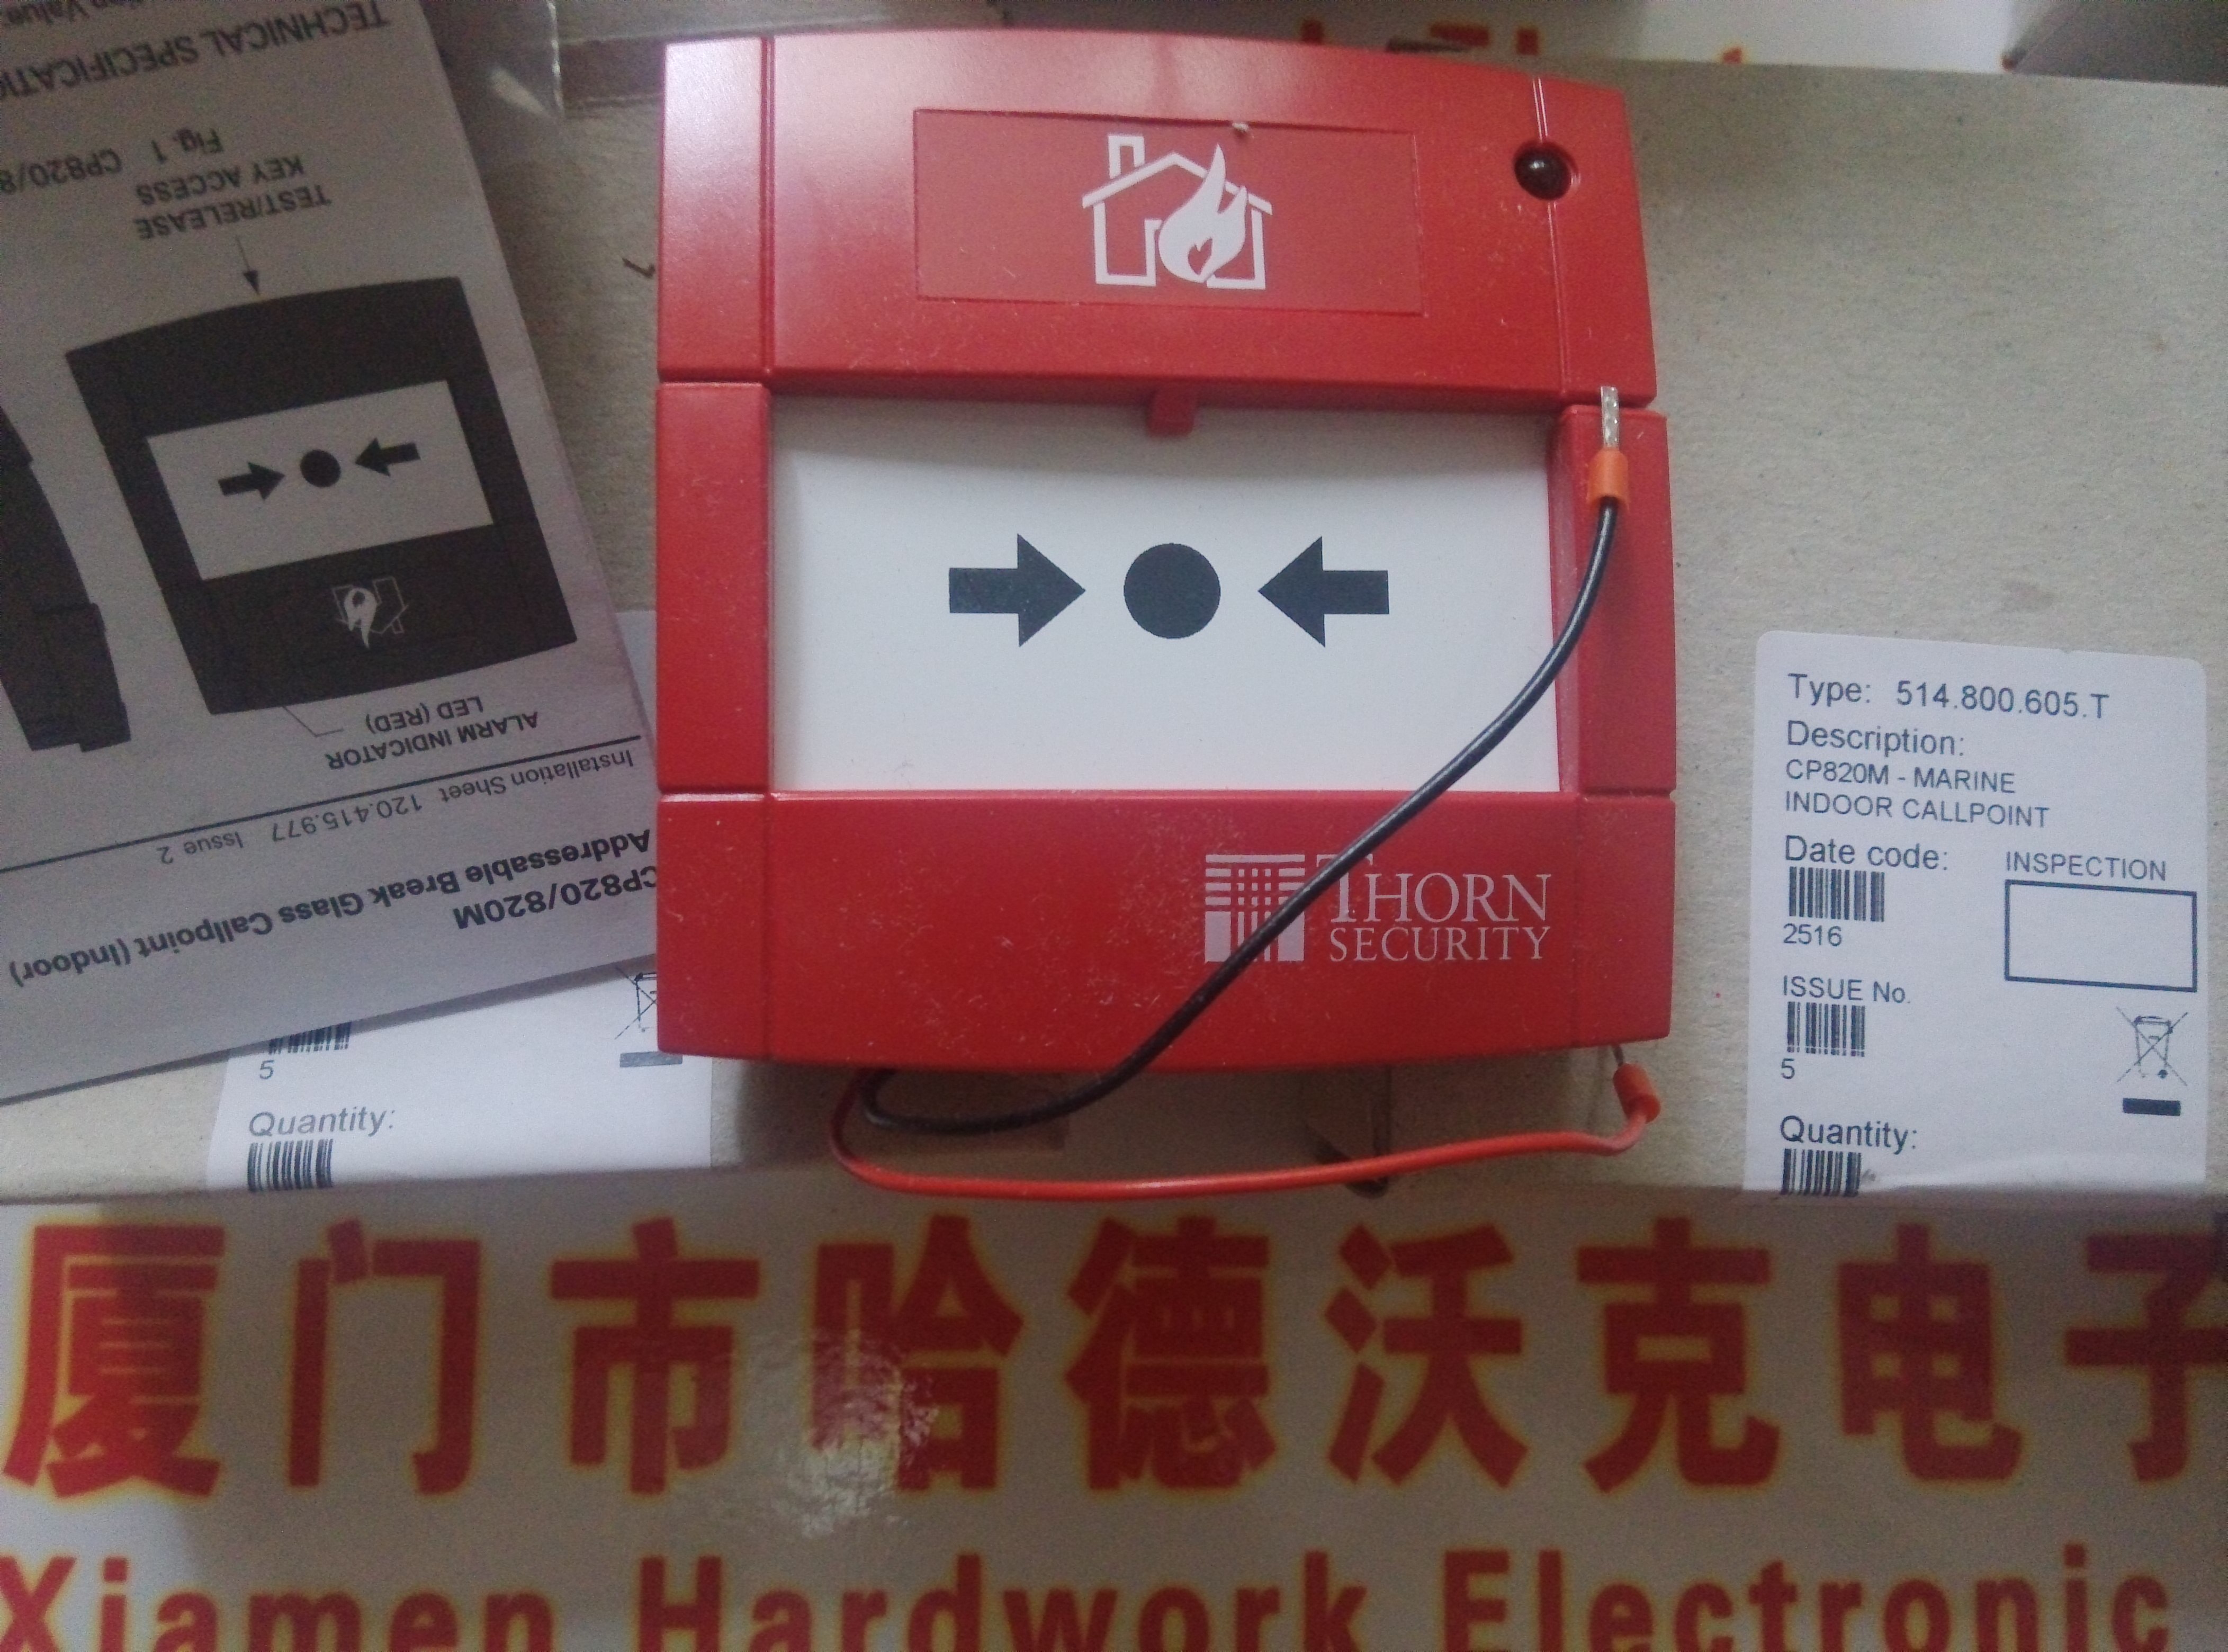 CP820/820M
Addressable Break Glass Callpoint (Indoor)
Installation Sheet 120.415.977 Issue 2
ALARM INDICATOR
LED (RED)
TEST/RELEASE
KEY ACCESS
Fig. 1 CP820/8
TECHNICAL SPECIFICATI
Value:
THORN
SECURITY
Type: 514.800.605.T
Description:
CP820M - MARINE
INDOOR CALLPOINT
Date code:
INSPECTION
2516
ISSUE No.
5
Quantity:
5
Quantity:
厦门市哈德沃克电子
Xiamen Hardwork Electronic